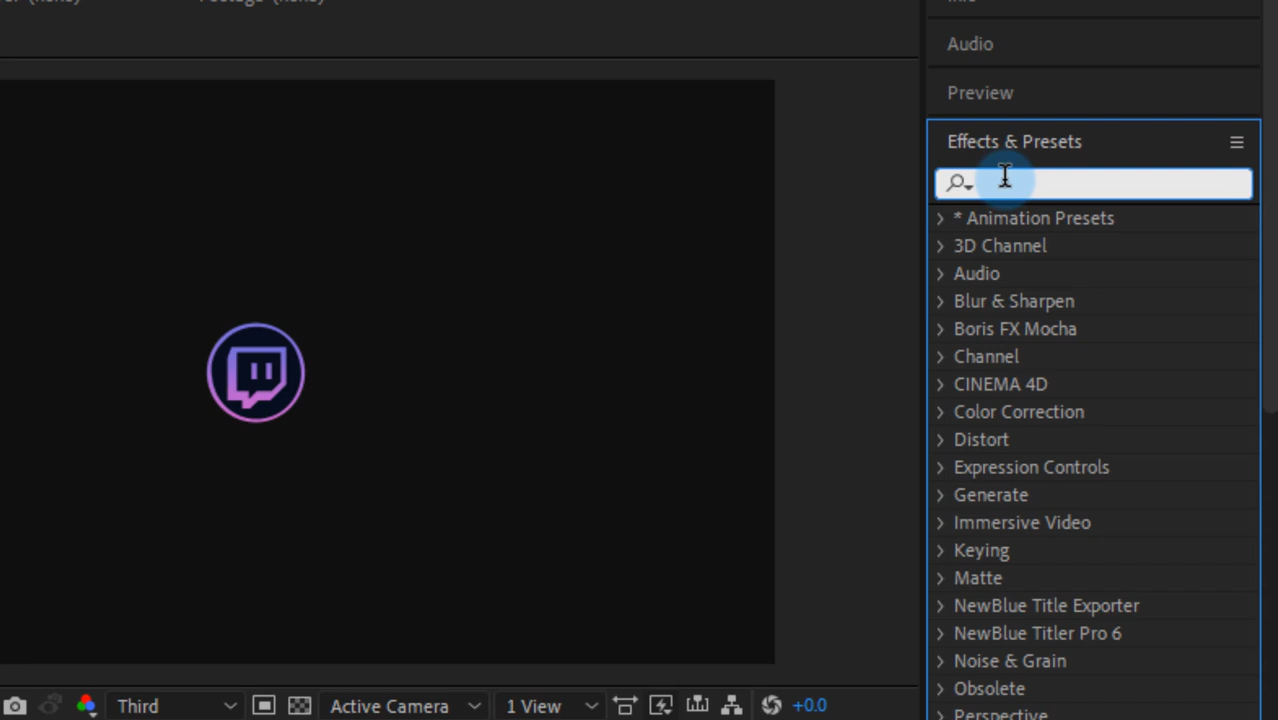 Audio
Preview
Effects & Presets
* Animation Presets
3D Channel
Audio
Blur & Sharpen
Boris FX Mocha
Channel
CINEMA 4D
Color Correction
Distort
Expression Controls
Generate
Immersive Video
Keying
Matte
NewBlue Title Exporter
NewBlue Titler Pro 6
Noise & Grain
Obsolete
Perspective
Third
Active Camera
1 View
+0.0